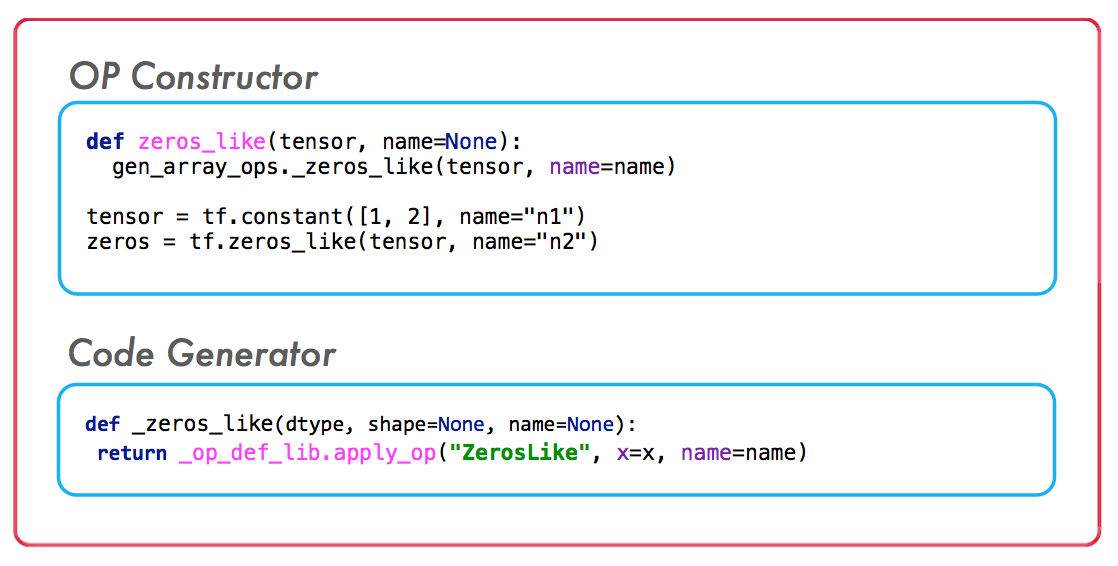 OP Constructor
def zeros_like(tensor, name=None):
  gen_array_ops._zeros_like(tensor, name=name)
tensor = tf.constant([1, 2], name="n1")
zeros = tf.zeros_like(tensor, name="n2")
Code Generator
def _zeros_like(dtype, shape=None, name=None):
 return _op_def_lib.apply_op("ZerosLike", x=x, name=name)